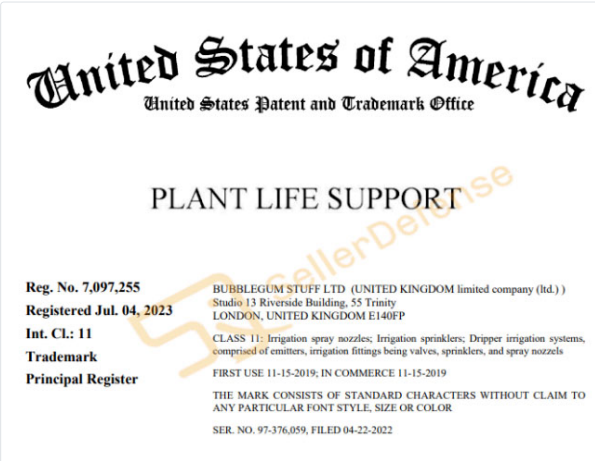 United States of America
United States Patent and Trademark Office
PLANT LIFE SUPPORT
SellerDefense
Reg. No. 7,097,255
Registered Jul. 04, 2023
Int. Cl.: 11
Trademark
Principal Register
BUBBLEGUM STUFF LTD (UNITED KINGDOM limited company (ltd.) )
Studio 13 Riverside Building, 55 Trinity
LONDON, UNITED KINGDOM E140FP
CLASS 11: Irrigation spray nozzles; Irrigation sprinklers; Dripper irrigation systems,
comprised of emitters, irrigation fittings being valves, sprinklers, and spray nozzels
FIRST USE 11-15-2019; IN COMMERCE 11-15-2019
THE MARK CONSISTS OF STANDARD CHARACTERS WITHOUT CLAIM TO
ANY PARTICULAR FONT STYLE, SIZE OR COLOR
SER. NO. 97-376,059, FILED 04-22-2022